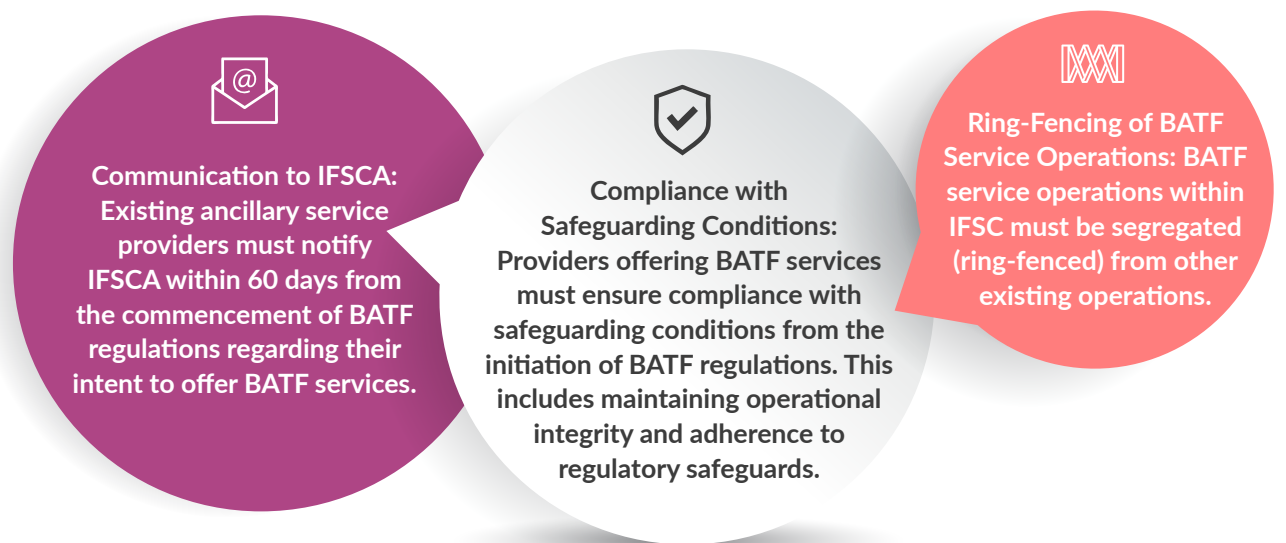 @
Communication to IFSCA:
Existing ancillary service
providers must notify
IFSCA within 60 days from
the commencement of BATF
regulations regarding their
intent to offer BATF services.
Compliance with
Safeguarding Conditions:
Providers offering BATF services
must ensure compliance with
safeguarding conditions from the
initiation of BATF regulations. This
includes maintaining operational
integrity and adherence to
regulatory safeguards.
Ring-Fencing of BATF
Service Operations: BATF
service operations within
IFSC must be segregated
(ring-fenced) from other
existing operations.